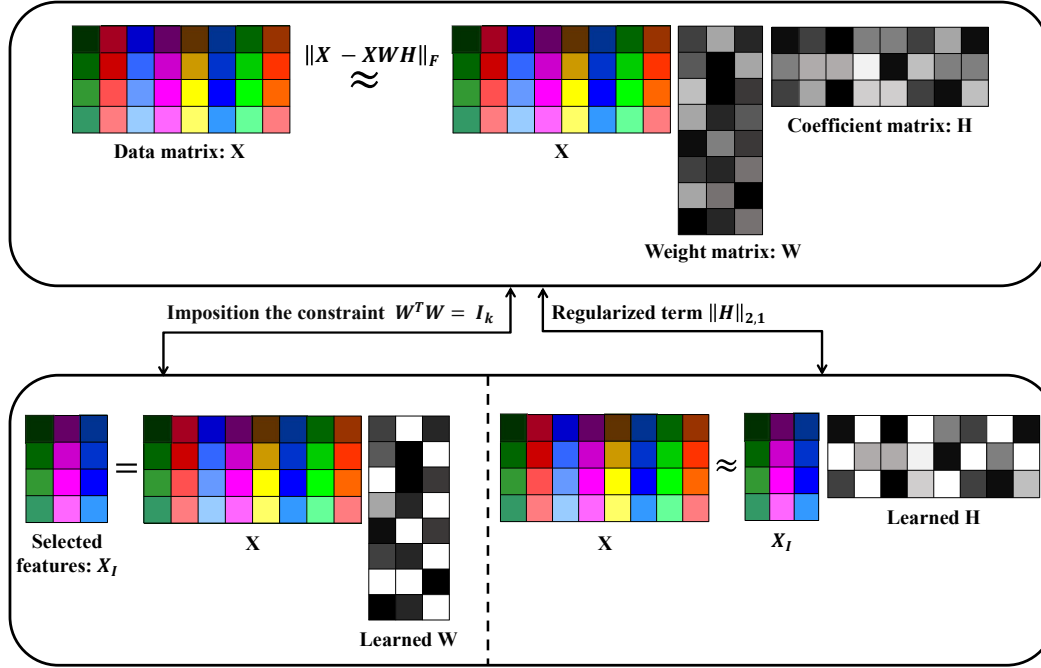 ‖X − XWH‖_F
≈
Data matrix: X
X
Coefficient matrix: H
Weight matrix: W
Imposition the constraint W^T W = I_k
Regularized term ‖H‖_{2,1}
=
≈
Selected
features: X_I
X
Learned W
X
X_I
Learned H